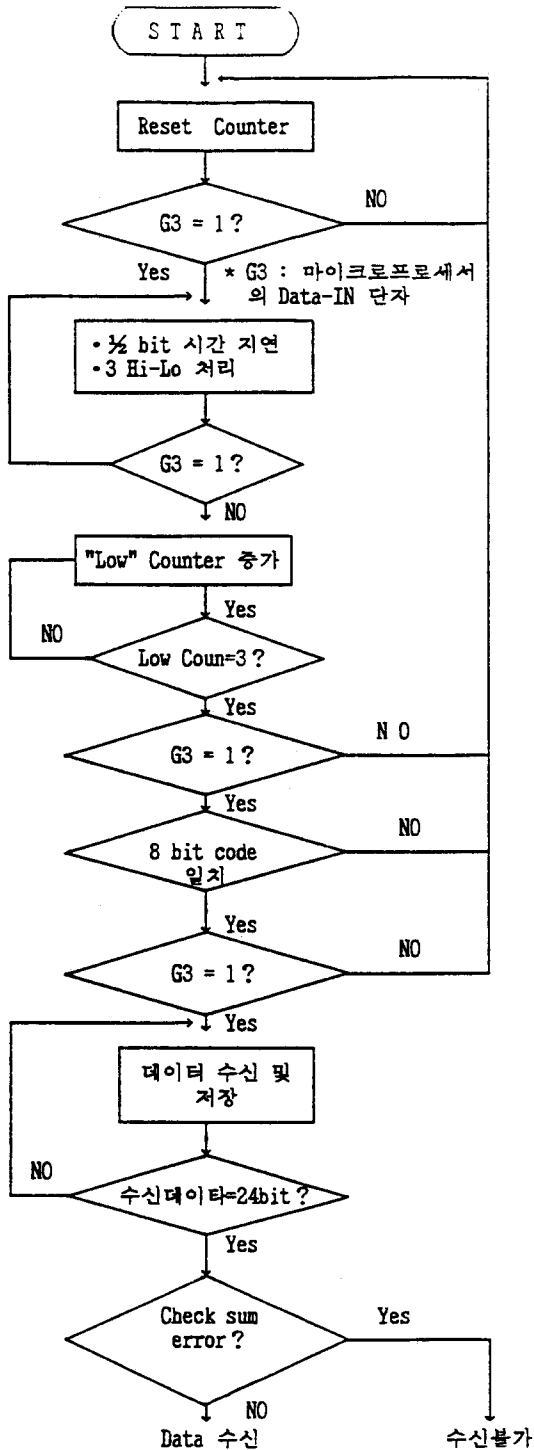 START
Reset Counter
G3 = 1?
NO
Yes
* G3 : 마이크로프로세서
의 Data-IN 단자
•½ bit 시간 지연
•3 Hi-Lo 처리
G3 = 1?
NO
"Low" Counter 증가
Yes
NO
Low Coun=3?
Yes
NO
G3 = 1?
Yes
NO
8 bit code
일치
Yes
NO
G3 = 1?
Yes
데이터 수신 및
저장
NO
수신데이타=24bit?
Yes
Check sum
error?
Yes
NO
Data 수신
수신불가